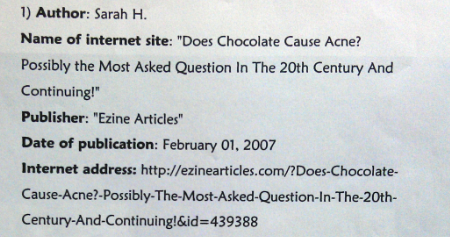 1) Author: Sarah H.
Name of internet site: "Does Chocolate Cause Acne?
Possibly the Most Asked Question In The 20th Century And
Continuing!"
Publisher: "Ezine Articles"
Date of publication: February 01, 2007
Internet address: http://ezinearticles.com/?Does-Chocolate-
Cause-Acne?-Possibly-The-Most-Asked-Question-In-The-20th-
Century-And-Continuing!&id=439388